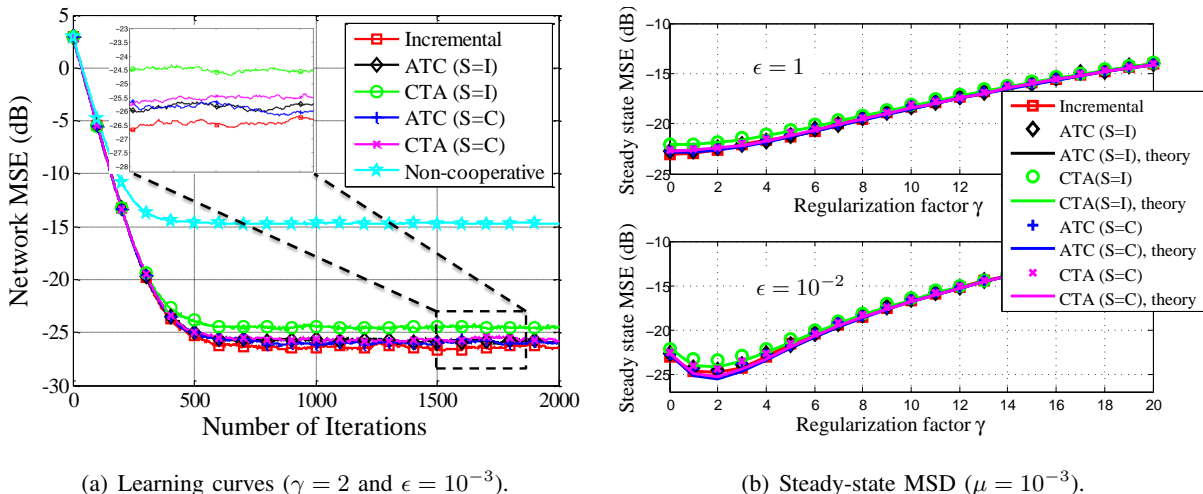 Network MSE (dB)
0
-5
-10
-15
-20
-25
-30
0
500
1000
1500
2000
Number of Iterations
-23
-23.5
-24
-24.5
-25
-25.5
-26
-26.5
-27
-27.5
-28
Incremental
ATC (S=I)
CTA (S=I)
ATC (S=C)
CTA (S=C)
Non-cooperative
(a) Learning curves (γ = 2 and ϵ = 10⁻³).
Steady state MSE (dB)
-10
-15
-20
-25
ϵ = 1
0 2 4 6 8 10 12 14 16 18 20
Regularization factor γ
Steady state MSE (dB)
-10
-15
-20
-25
ϵ = 10⁻²
0 2 4 6 8 10 12 14 16 18 20
Regularization factor γ
Incremental
ATC (S=I)
ATC (S=I), theory
CTA(S=I)
CTA(S=I), theory
ATC (S=C)
ATC (S=C), theory
CTA (S=C)
CTA (S=C), theory
(b) Steady-state MSD (μ = 10⁻³).